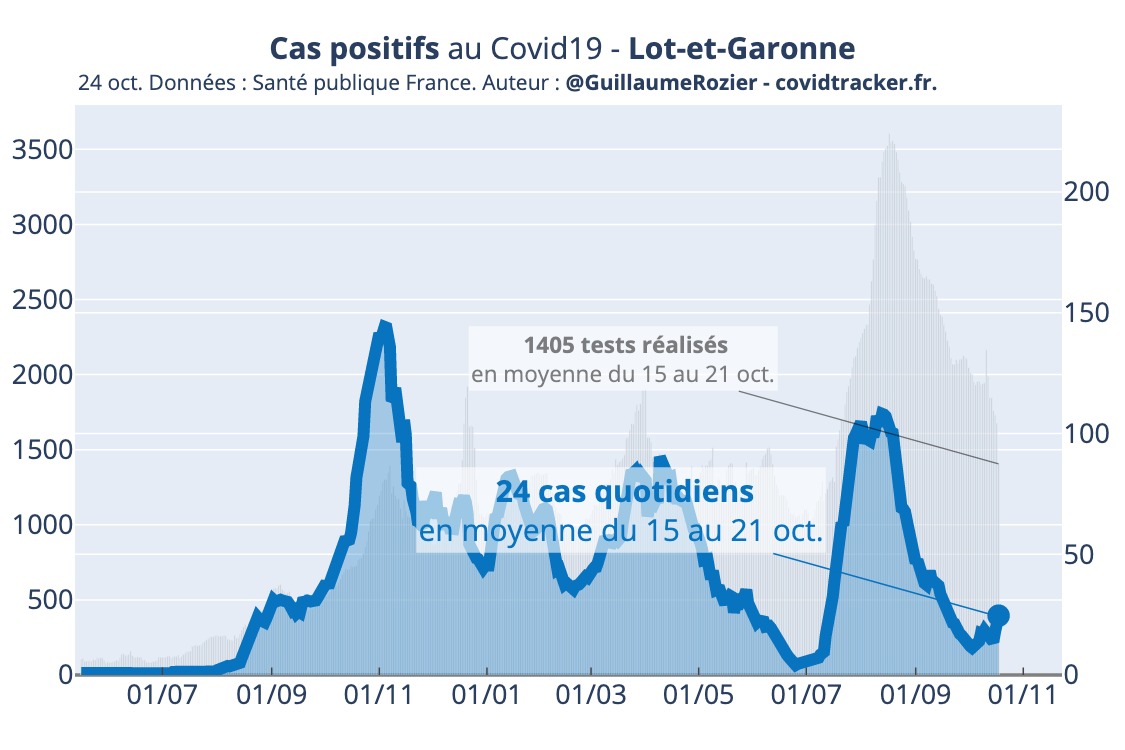 Cas positifs au Covid19 - Lot-et-Garonne
24 oct. Données : Santé publique France. Auteur : @GuillaumeRozier - covidtracker.fr.
3500
3000
2500
2000
1500
1000
500
0
200
150
100
50
0
1405 tests réalisés
en moyenne du 15 au 21 oct.
24 cas quotidiens
en moyenne du 15 au 21 oct.
01/07 01/09 01/11 01/01 01/03 01/05 01/07 01/09 01/11